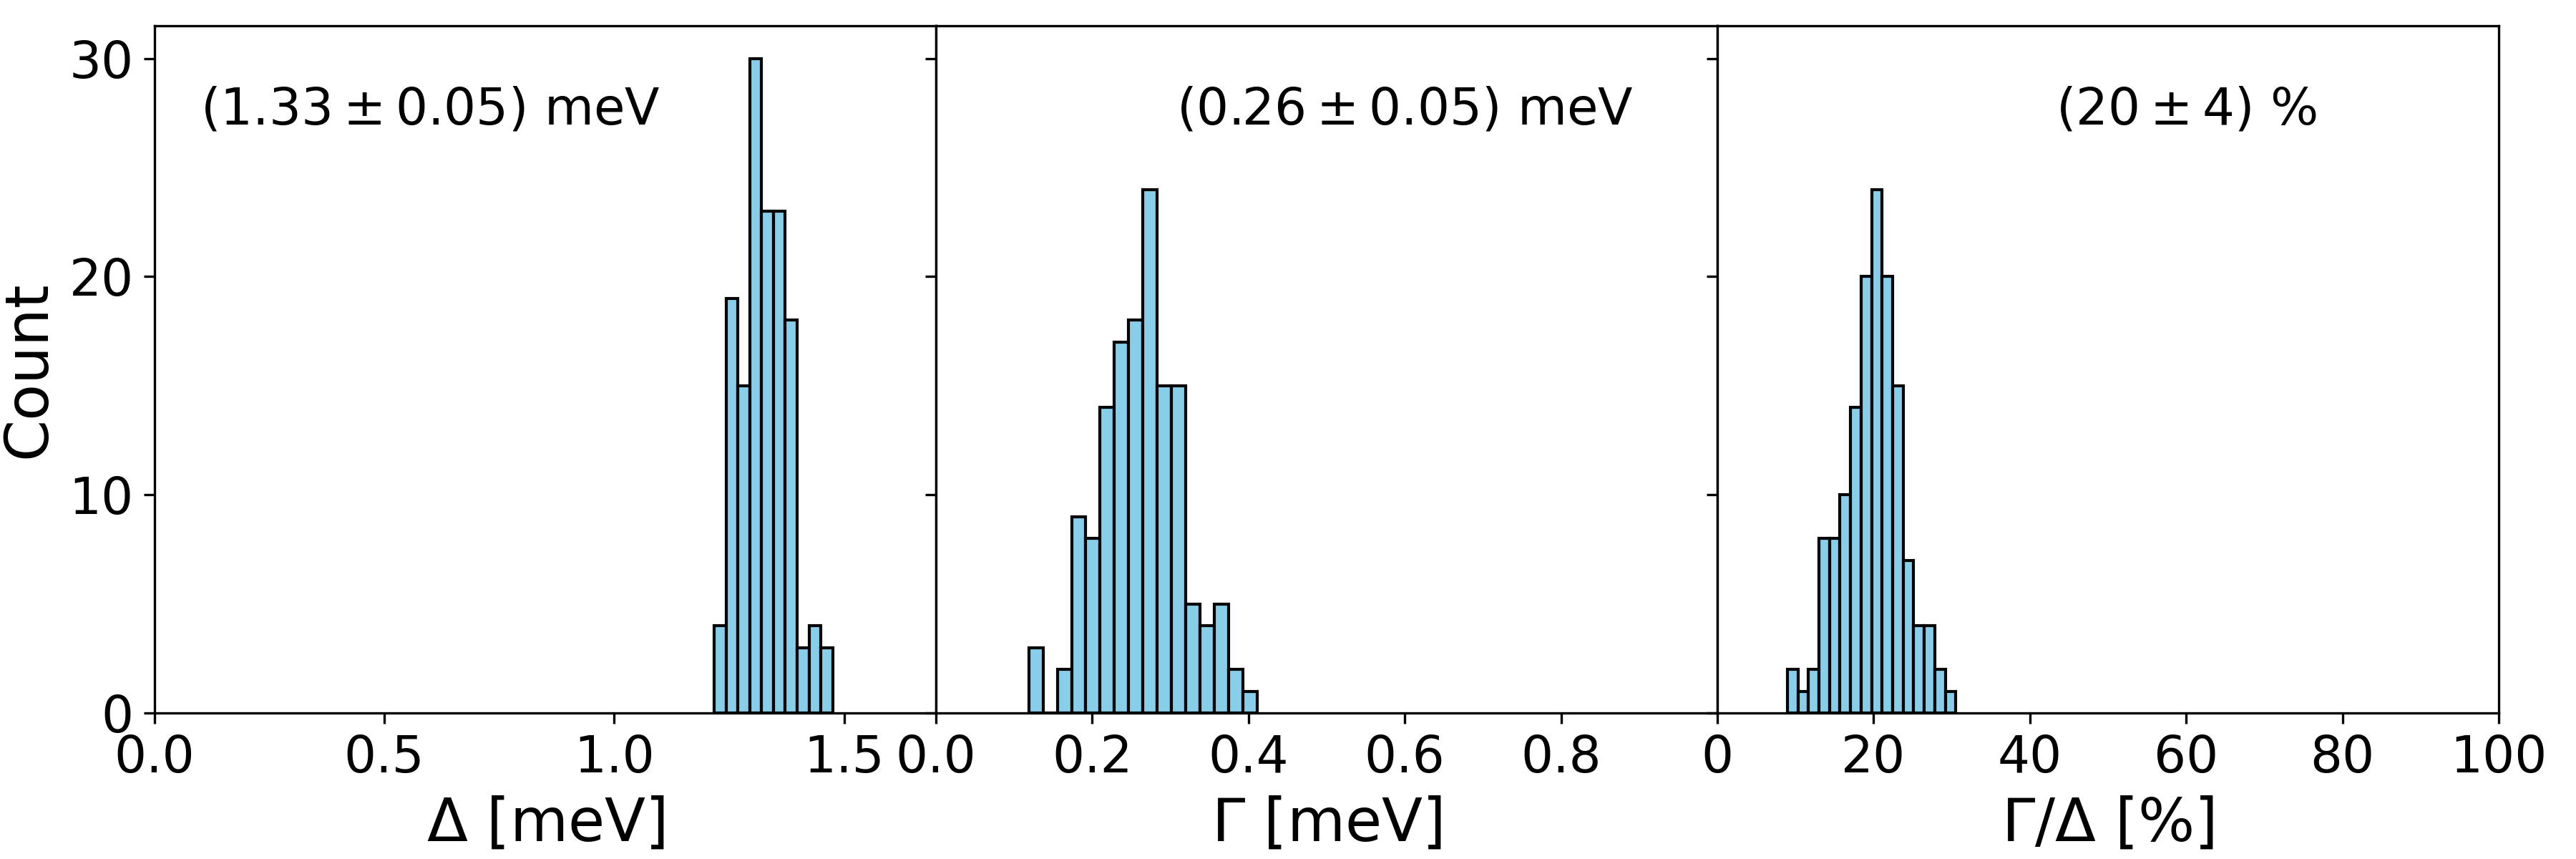 (1.33 ± 0.05) meV
(0.26 ± 0.05) meV
(20 ± 4) %
Count
30
20
10
0
0.0 0.5 1.0 1.5
0.0 0.2 0.4 0.6 0.8
0 20 40 60 80 100
Δ [meV]
Γ [meV]
Γ/Δ [%]